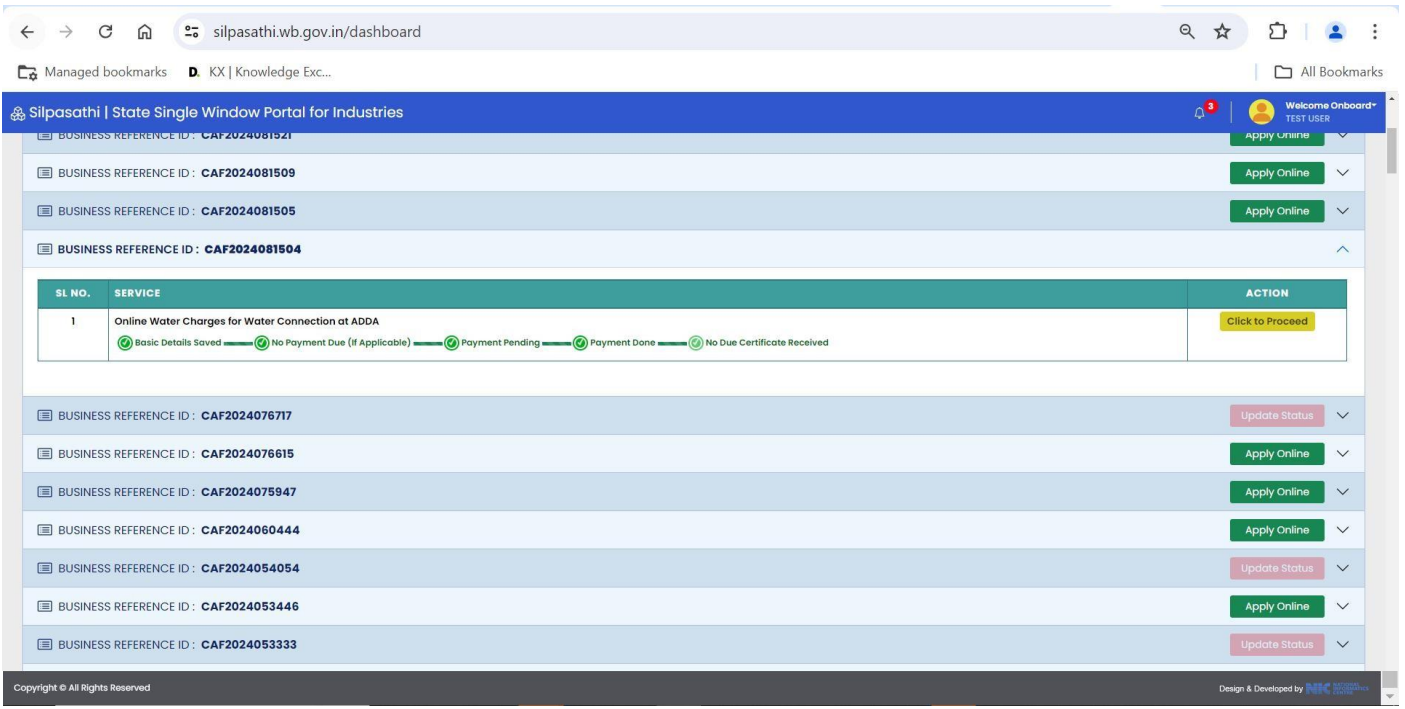 silpasathi.wb.gov.in/dashboard
Managed bookmarks D. KX | Knowledge Exc... All Bookmarks
Silpasathi | State Single Window Portal for Industries 3 Welcome Onboard
TEST USER
BUSINESS REFERENCE ID : CAF2024081521 Apply Online
BUSINESS REFERENCE ID : CAF2024081509 Apply Online
BUSINESS REFERENCE ID : CAF2024081505 Apply Online
BUSINESS REFERENCE ID : CAF2024081504
SL NO. SERVICE ACTION
1 Online Water Charges for Water Connection at ADDA Click to Proceed
Basic Details Saved No Payment Due (If Applicable) Payment Pending Payment Done No Due Certificate Received
BUSINESS REFERENCE ID : CAF2024076717 Update Status
BUSINESS REFERENCE ID : CAF2024076615 Apply Online
BUSINESS REFERENCE ID : CAF2024075947 Apply Online
BUSINESS REFERENCE ID : CAF2024060444 Apply Online
BUSINESS REFERENCE ID : CAF2024054054 Update Status
BUSINESS REFERENCE ID : CAF2024053446 Apply Online
BUSINESS REFERENCE ID : CAF2024053333 Update Status
Copyright © All Rights Reserved Design & Developed by NIC NATIONAL INFORMATICS CENTRE